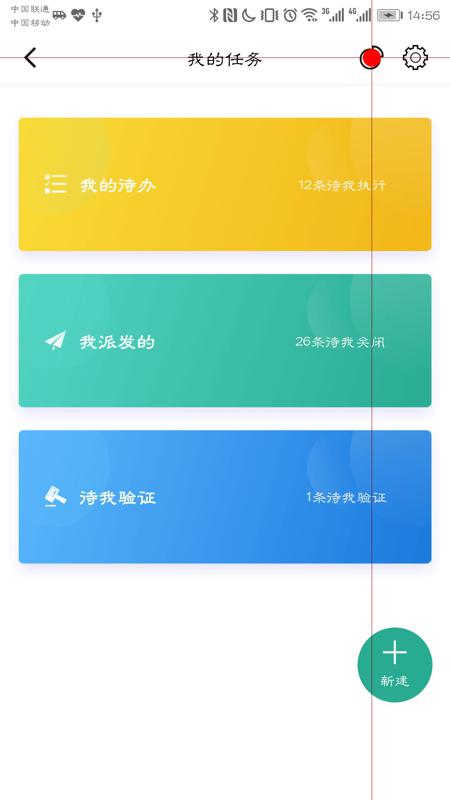 中国联通
中国移动
3G
4G
14:56
我的任务
我的待办
12条待我执行
我派发的
26条待我关闭
待我验证
1条待我验证
新建